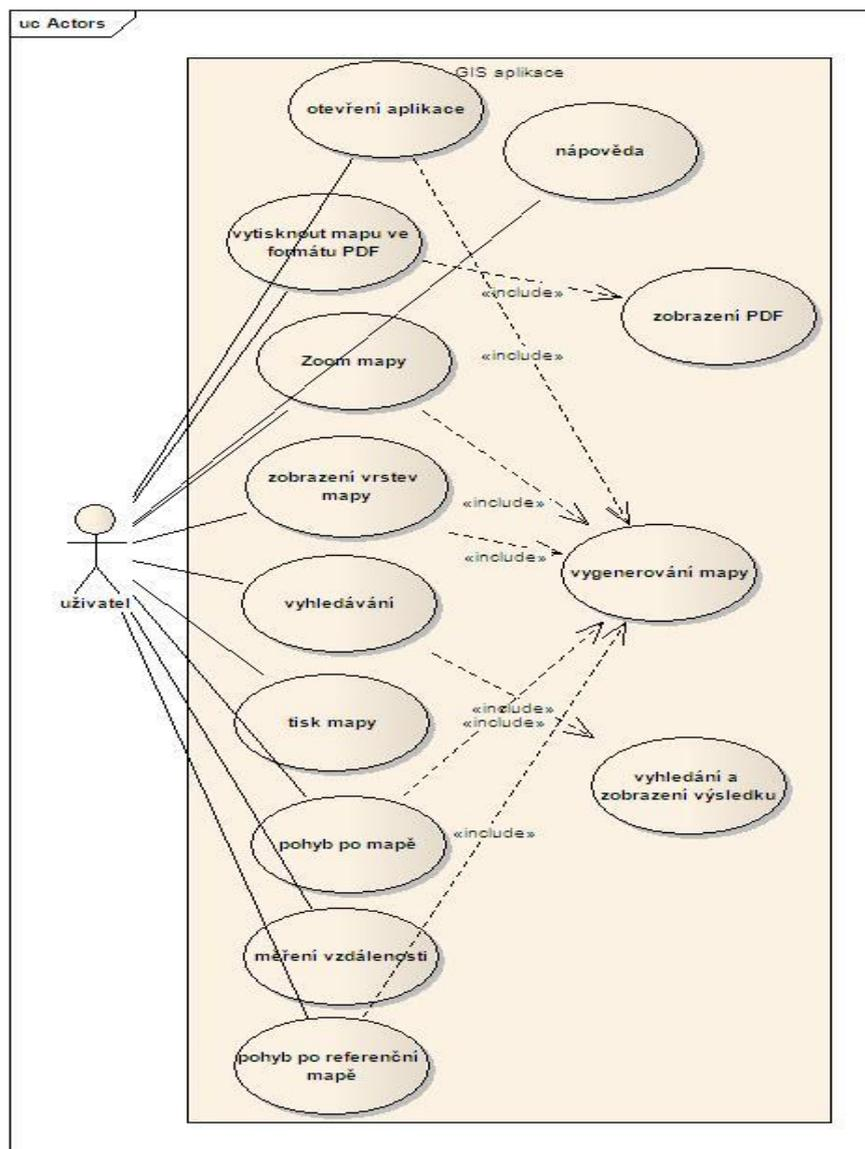 uc Actors
GIS aplikace
otevření aplikace
nápověda
vytisknout mapu ve
formátu PDF
«include»
zobrazení PDF
Zoom mapy
«include»
zobrazení vrstev
mapy
«include»
«include»
vygenerování mapy
uživatel
vyhledávání
tisk mapy
«include»
«include»
vyhledání a
zobrazení výsledku
pohyb po mapě
«include»
měření vzdálenosti
pohyb po referenční
mapě